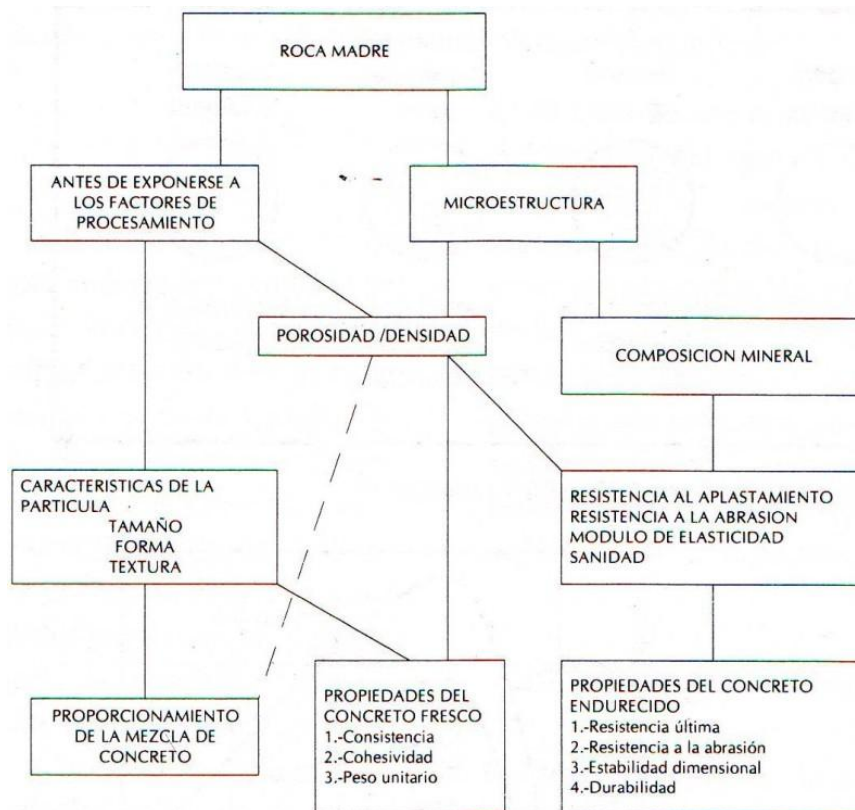 ROCA MADRE
ANTES DE EXPONERSE A
LOS FACTORES DE
PROCESAMIENTO
MICROESTRUCTURA
POROSIDAD /DENSIDAD
COMPOSICION MINERAL
CARACTERISTICAS DE LA
PARTICULA
TAMAÑO
FORMA
TEXTURA
RESISTENCIA AL APLASTAMIENTO
RESISTENCIA A LA ABRASION
MODULO DE ELASTICIDAD
SANIDAD
PROPORCIONAMIENTO
DE LA MEZCLA DE
CONCRETO
PROPIEDADES DEL
CONCRETO FRESCO
1.-Consistencia
2.-Cohesividad
3.-Peso unitario
PROPIEDADES DEL CONCRETO
ENDURECIDO
1.-Resistencia última
2.-Resistencia a la abrasión
3.-Estabilidad dimensional
4.-Durabilidad